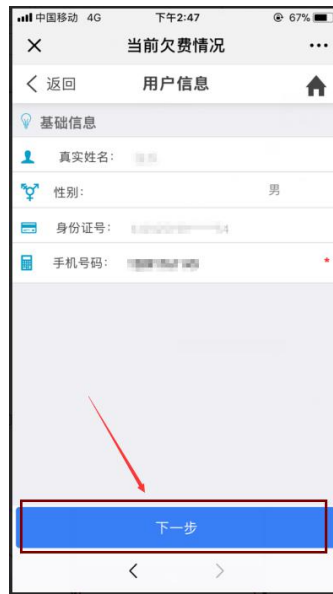 中国移动 4G 下午2:47 67%
当前欠费情况
返回 用户信息
基础信息
真实姓名:
性别: 男
身份证号:
手机号码: *
下一步